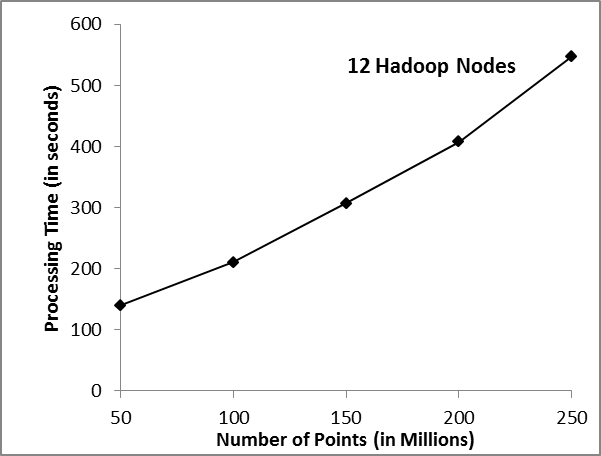 600
12 Hadoop Nodes
500
400
300
200
100
0
Processing Time (in seconds)
50 100 150 200 250
Number of Points (in Millions)